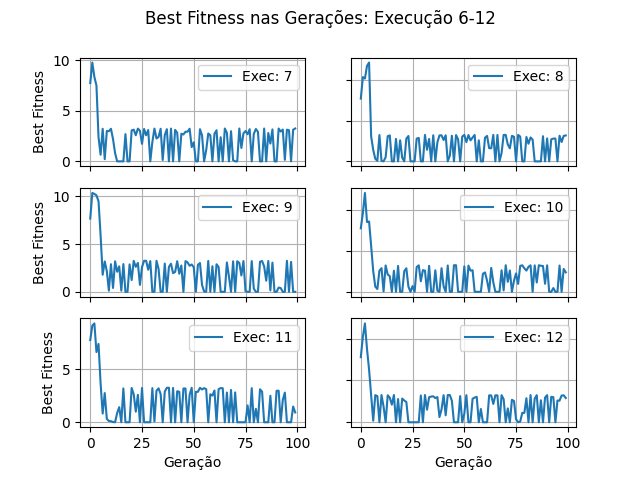 Best Fitness nas Gerações: Execução 6-12
Exec: 7
Exec: 8
Best Fitness
10
5
0
Exec: 9
Exec: 10
Best Fitness
10
5
0
Exec: 11
Exec: 12
Best Fitness
5
0
0 25 50 75 100
0 25 50 75 100
Geração
Geração